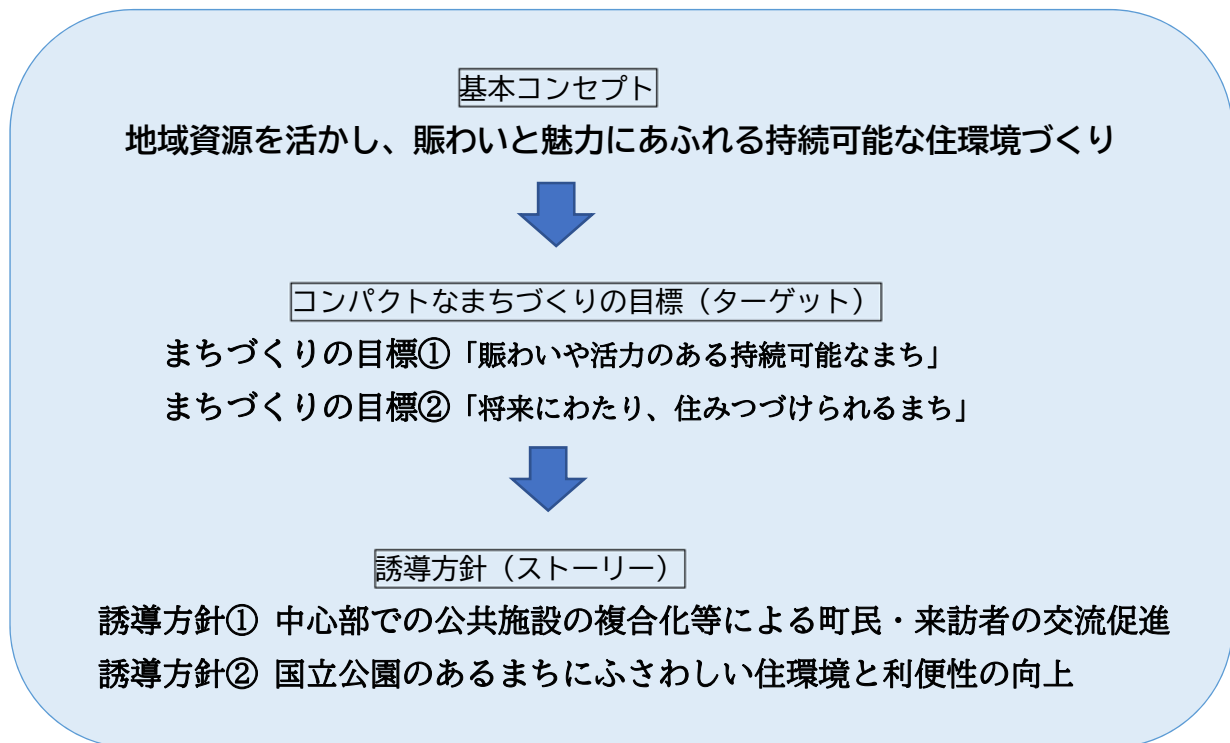 基本コンセプト
地域資源を活かし、賑わいと魅力にあふれる持続可能な住環境づくり
コンパクトなまちづくりの目標（ターゲット）
まちづくりの目標①「賑わいや活力のある持続可能なまち」
まちづくりの目標②「将来にわたり、住みつづけられるまち」
誘導方針（ストーリー）
誘導方針① 中心部での公共施設の複合化等による町民・来訪者の交流促進
誘導方針② 国立公園のあるまちにふさわしい住環境と利便性の向上